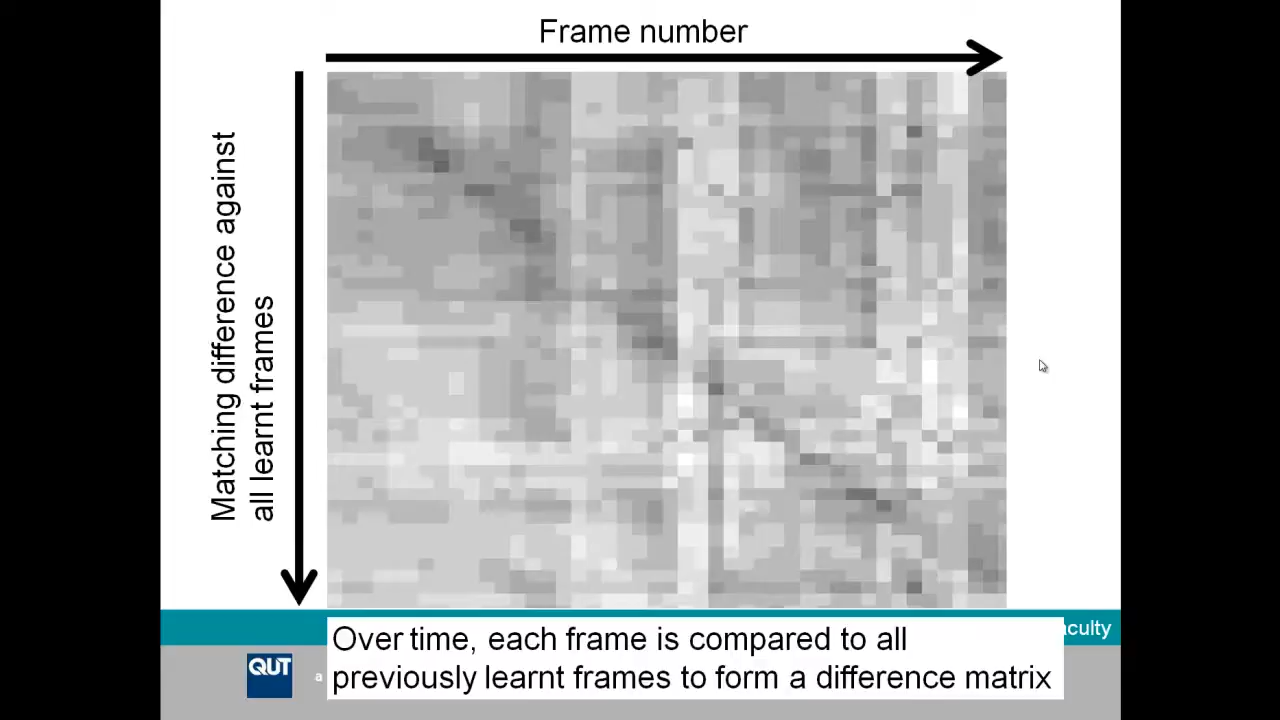 Frame number
Matching difference against
all learnt frames
aculty
QUT
a
Over time, each frame is compared to all
previously learnt frames to form a difference matrix